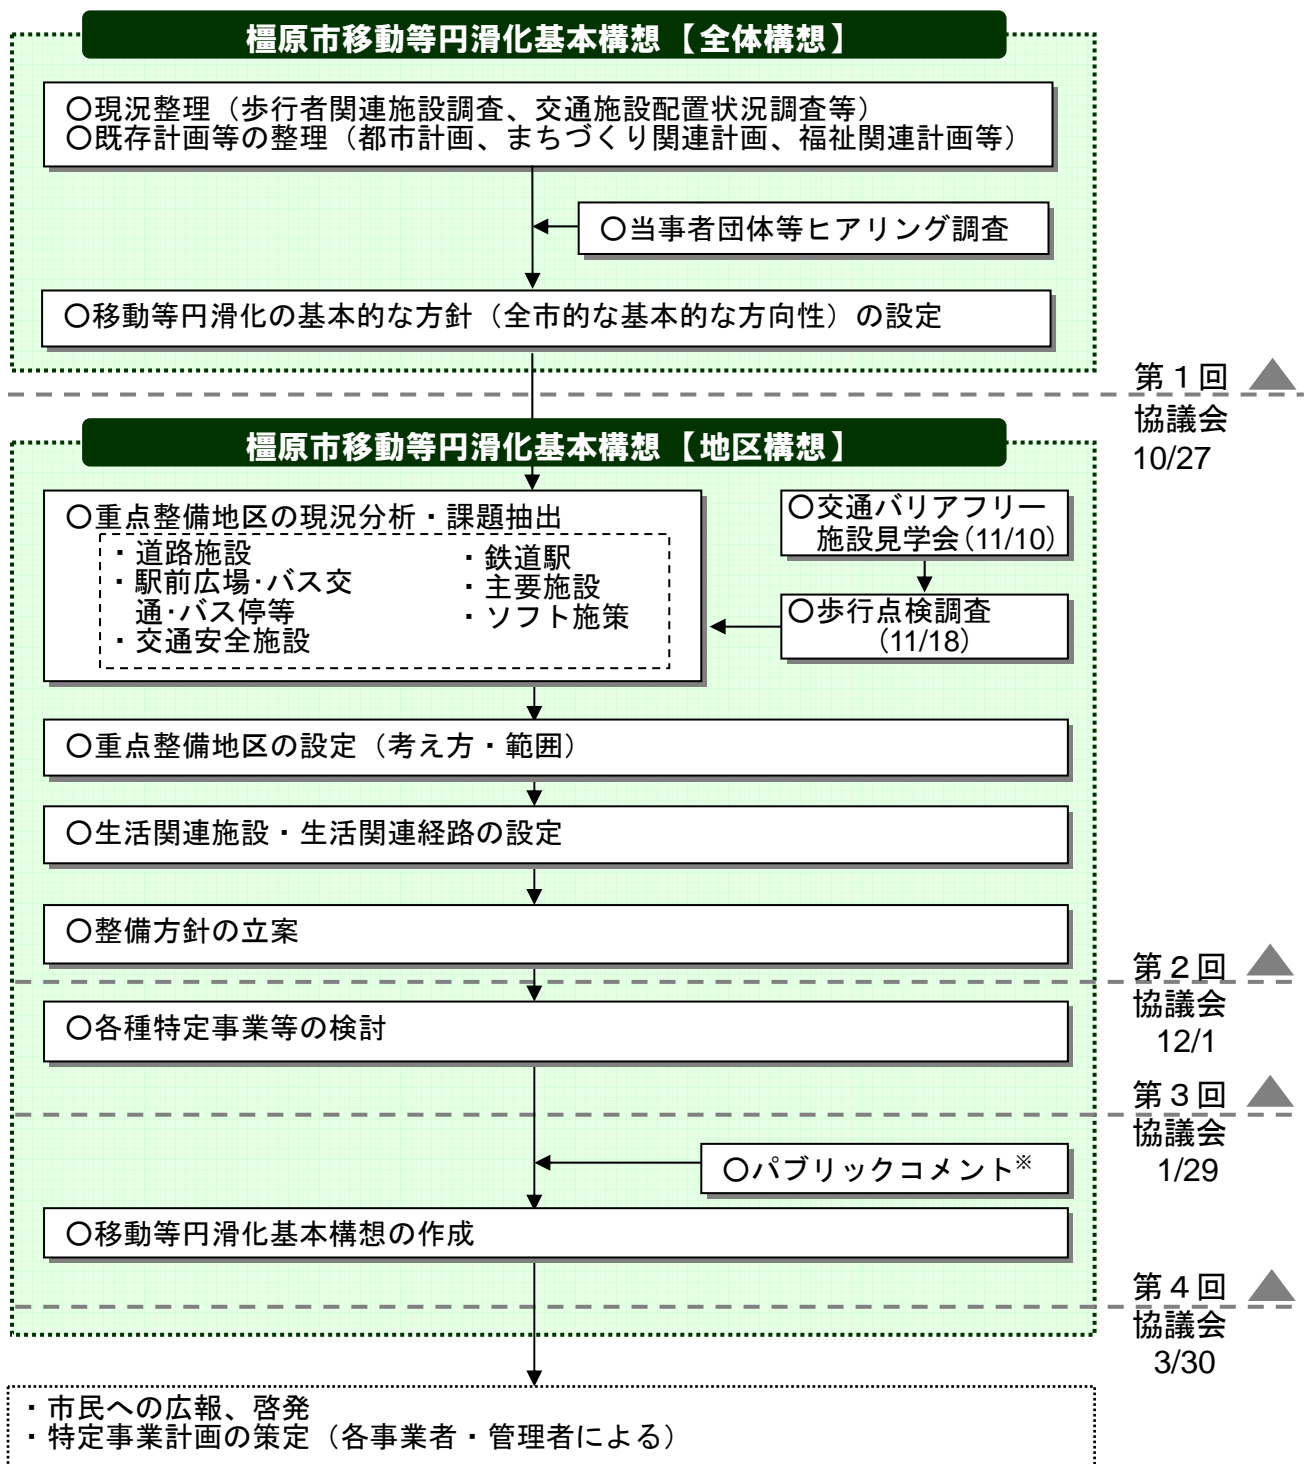 橿原市移動等円滑化基本構想【全体構想】
〇現況整理（歩行者関連施設調査、交通施設配置状況調査等）
〇既存計画等の整理（都市計画、まちづくり関連計画、福祉関連計画等）
〇当事者団体等ヒアリング調査
〇移動等円滑化の基本的な方針（全市的な基本的な方向性）の設定
第１回
協議会
10/27
橿原市移動等円滑化基本構想【地区構想】
〇重点整備地区の現況分析・課題抽出
・道路施設
・駅前広場･バス交
通･バス停等
・交通安全施設
・鉄道駅
・主要施設
・ソフト施策
〇交通バリアフリー
施設見学会(11/10)
〇歩行点検調査
(11/18)
〇重点整備地区の設定（考え方・範囲）
〇生活関連施設・生活関連経路の設定
〇整備方針の立案
第２回
協議会
12/1
〇各種特定事業等の検討
第３回
協議会
1/29
〇パブリックコメント※
〇移動等円滑化基本構想の作成
第４回
協議会
3/30
・市民への広報、啓発
・特定事業計画の策定（各事業者・管理者による）